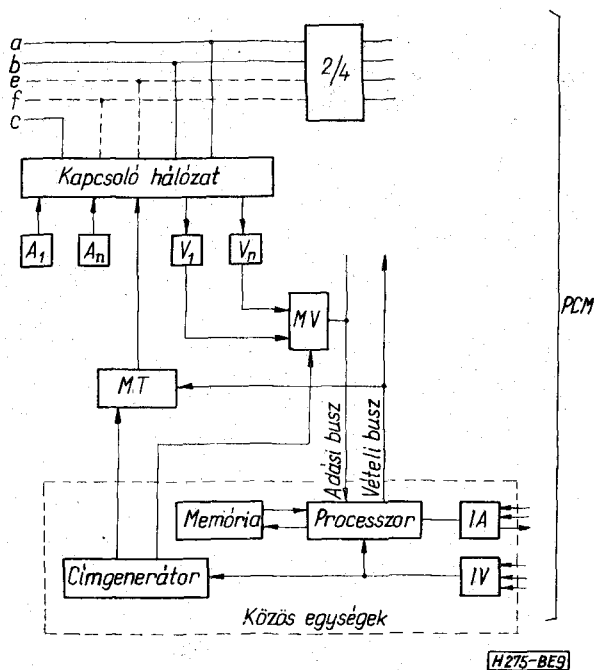 a
b
e
f
c
2/4
Kapcsoló hálózat
A1
An
V1
Vn
MV
PCM
MT
Adási busz
Vételi busz
Memória
Processzor
IA
Címgenerátor
IV
Közös egységek
H275-BE9